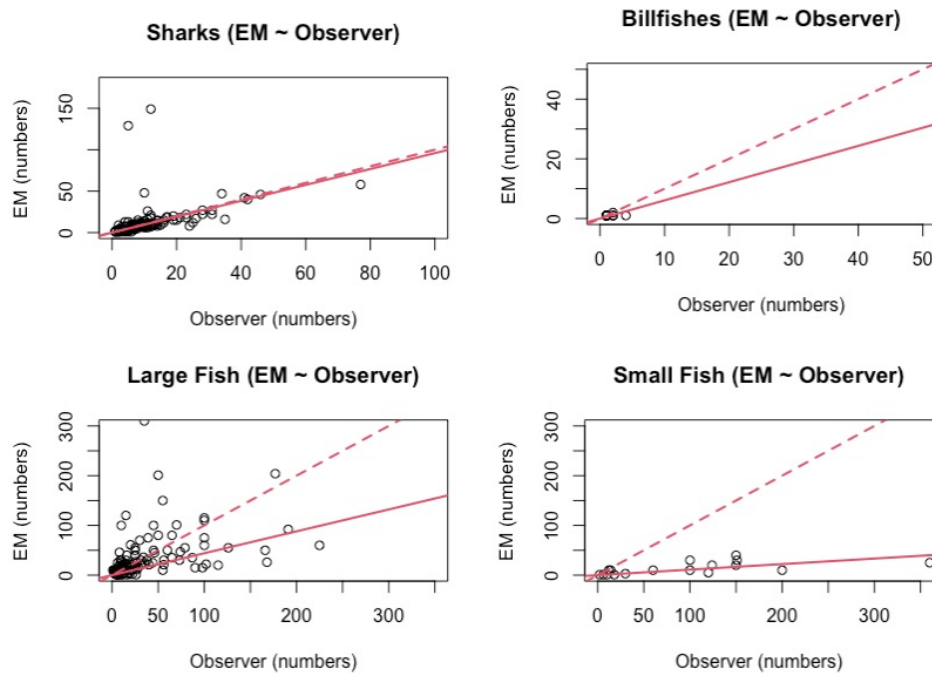 Sharks (EM ~ Observer)
EM (numbers)
150
50
0
0 20 40 60 80 100
Observer (numbers)
Billfishes (EM ~ Observer)
EM (numbers)
40
20
0
0 10 20 30 40 50
Observer (numbers)
Large Fish (EM ~ Observer)
EM (numbers)
300
200
100
0
0 50 100 200 300
Observer (numbers)
Small Fish (EM ~ Observer)
EM (numbers)
300
200
100
0
0 100 200 300
Observer (numbers)